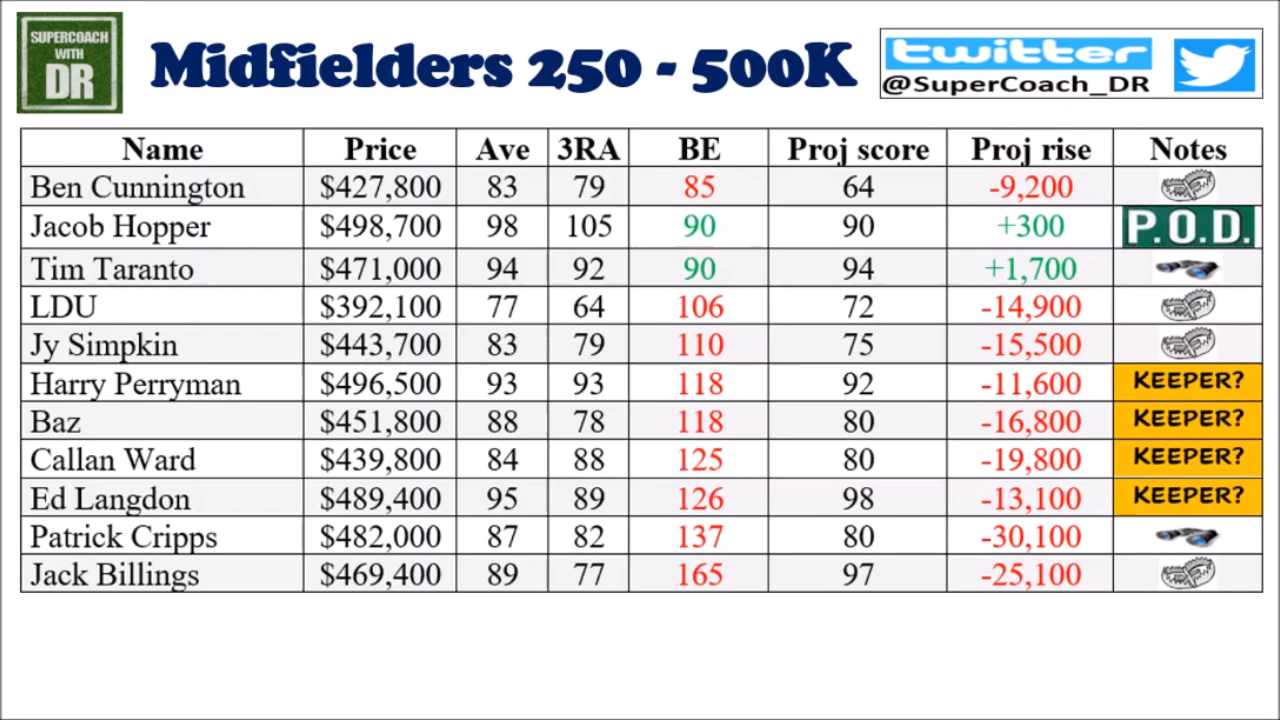 SUPERCOACH
WITH
DR
Midfielders 250 - 500K
twitter
@SuperCoach_DR
Name Price Ave 3RA BE Proj score Proj rise Notes
Ben Cunnington $427,800 83 79 85 64 -9,200
Jacob Hopper $498,700 98 105 90 90 +300 P.O.D.
Tim Taranto $471,000 94 92 90 94 +1,700
LDU $392,100 77 64 106 72 -14,900
Jy Simpkin $443,700 83 79 110 75 -15,500
Harry Perryman $496,500 93 93 118 92 -11,600 KEEPER?
Baz $451,800 88 78 118 80 -16,800 KEEPER?
Callan Ward $439,800 84 88 125 80 -19,800 KEEPER?
Ed Langdon $489,400 95 89 126 98 -13,100 KEEPER?
Patrick Cripps $482,000 87 82 137 80 -30,100
Jack Billings $469,400 89 77 165 97 -25,100